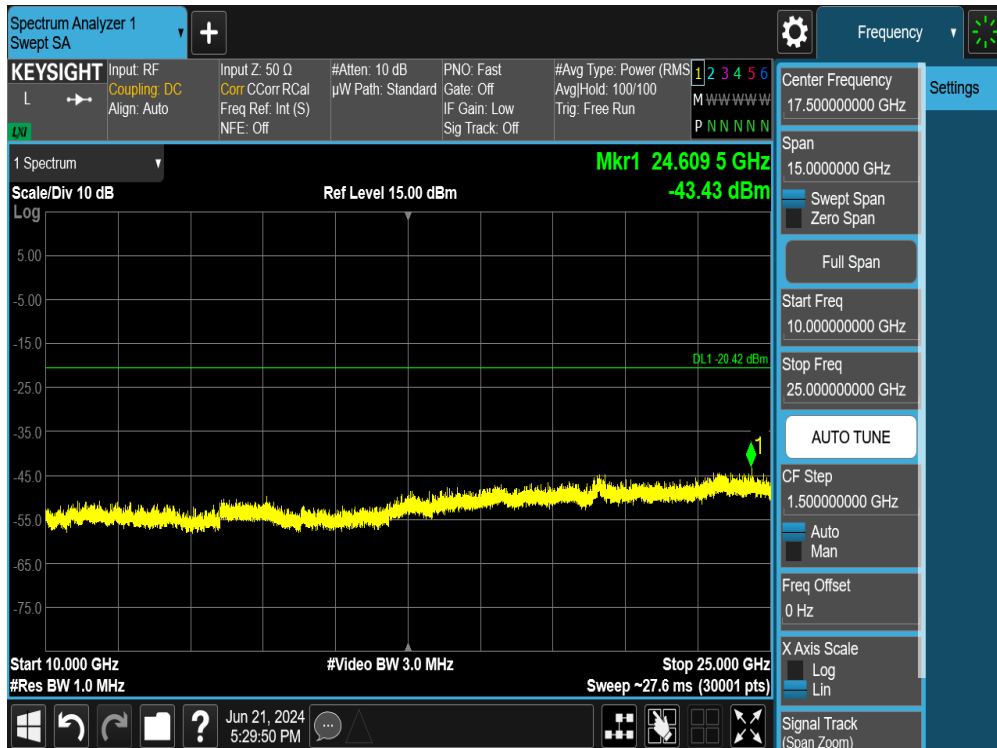 Spectrum Analyzer 1
Swept SA
+
Frequency
KEYSIGHT
L
LXI
Input: RF
Coupling: DC
Align: Auto
Input Z: 50 Ω
Corr CCorr RCal
Freq Ref: Int (S)
NFE: Off
#Atten: 10 dB
µW Path: Standard
PNO: Fast
Gate: Off
IF Gain: Low
Sig Track: Off
#Avg Type: Power (RMS
Avg|Hold: 100/100
Trig: Free Run
1 2 3 4 5 6
M W W W W W
P N N N N N
1 Spectrum
Mkr1 24.609 5 GHz
Scale/Div 10 dB
Ref Level 15.00 dBm
-43.43 dBm
Log
5.00
-5.00
-15.0
DL1 -20.42 dBm
-25.0
-35.0
1
-45.0
-55.0
-65.0
-75.0
Start 10.000 GHz
#Video BW 3.0 MHz
Stop 25.000 GHz
#Res BW 1.0 MHz
Sweep ~27.6 ms (30001 pts)
Center Frequency
17.500000000 GHz
Span
15.0000000 GHz
Swept Span
Zero Span
Full Span
Start Freq
10.000000000 GHz
Stop Freq
25.000000000 GHz
AUTO TUNE
CF Step
1.500000000 GHz
Auto
Man
Freq Offset
0 Hz
X Axis Scale
Log
Lin
Signal Track
(Span Zoom)
Settings
?
Jun 21, 2024
5:29:50 PM